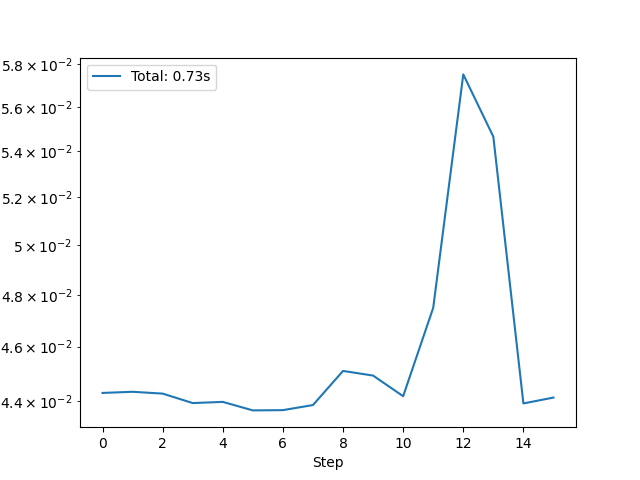 Total: 0.73s
5.8 × 10⁻²
5.6 × 10⁻²
5.4 × 10⁻²
5.2 × 10⁻²
5 × 10⁻²
4.8 × 10⁻²
4.6 × 10⁻²
4.4 × 10⁻²
0 2 4 6 8 10 12 14
Step